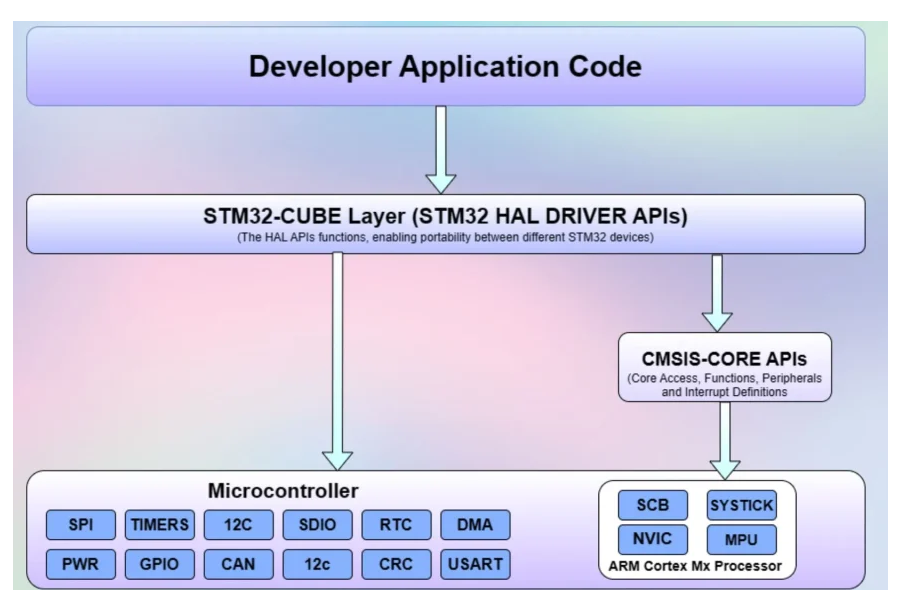 Developer Application Code
STM32-CUBE Layer (STM32 HAL DRIVER APIs)
(The HAL APIs functions, enabling portability between different STM32 devices)
CMSIS-CORE APIs
(Core Access, Functions, Peripherals
and Interrupt Definitions
Microcontroller
SPI TIMERS 12C SDIO RTC DMA
PWR GPIO CAN 12c CRC USART
SCB SYSTICK
NVIC MPU
ARM Cortex Mx Processor